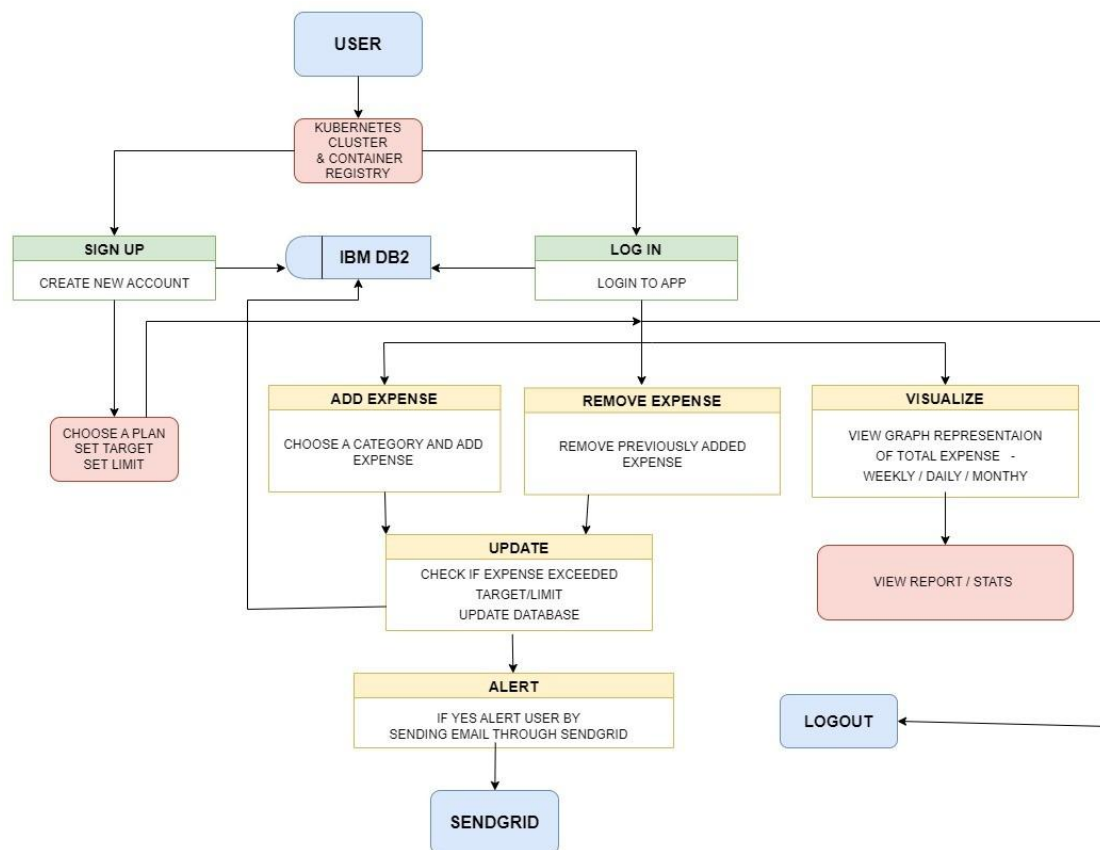 USER
KUBERNETES
CLUSTER
& CONTAINER
REGISTRY
SIGN UP
CREATE NEW ACCOUNT
IBM DB2
LOG IN
LOGIN TO APP
CHOOSE A PLAN
SET TARGET
SET LIMIT
ADD EXPENSE
CHOOSE A CATEGORY AND ADD
EXPENSE
REMOVE EXPENSE
REMOVE PREVIOUSLY ADDED
EXPENSE
VISUALIZE
VIEW GRAPH REPRESENTAION
OF TOTAL EXPENSE -
WEEKLY / DAILY / MONTHY
UPDATE
CHECK IF EXPENSE EXCEEDED
TARGET/LIMIT
UPDATE DATABASE
VIEW REPORT / STATS
ALERT
IF YES ALERT USER BY
SENDING EMAIL THROUGH SENDGRID
LOGOUT
SENDGRID